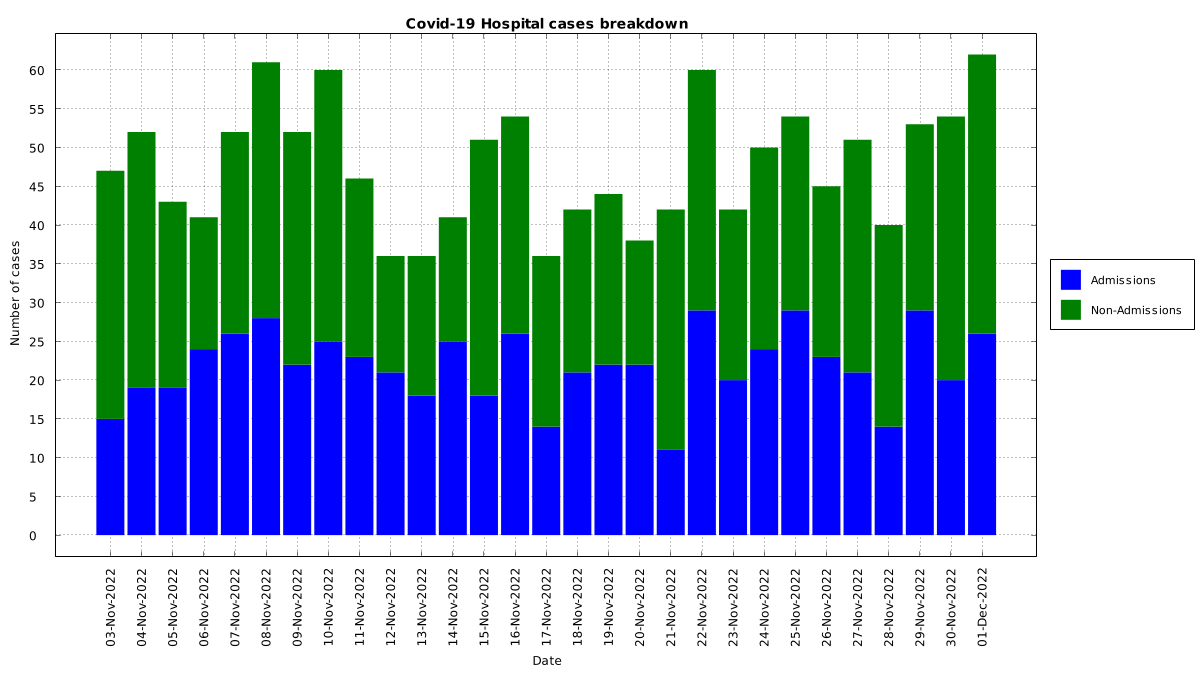 Covid-19 Hospital cases breakdown
Number of cases
60
55
50
45
40
35
30
25
20
15
10
5
0
03-Nov-2022
04-Nov-2022
05-Nov-2022
06-Nov-2022
07-Nov-2022
08-Nov-2022
09-Nov-2022
10-Nov-2022
11-Nov-2022
12-Nov-2022
13-Nov-2022
14-Nov-2022
15-Nov-2022
16-Nov-2022
17-Nov-2022
18-Nov-2022
19-Nov-2022
20-Nov-2022
21-Nov-2022
22-Nov-2022
23-Nov-2022
24-Nov-2022
25-Nov-2022
26-Nov-2022
27-Nov-2022
28-Nov-2022
29-Nov-2022
30-Nov-2022
01-Dec-2022
Date
Admissions
Non-Admissions